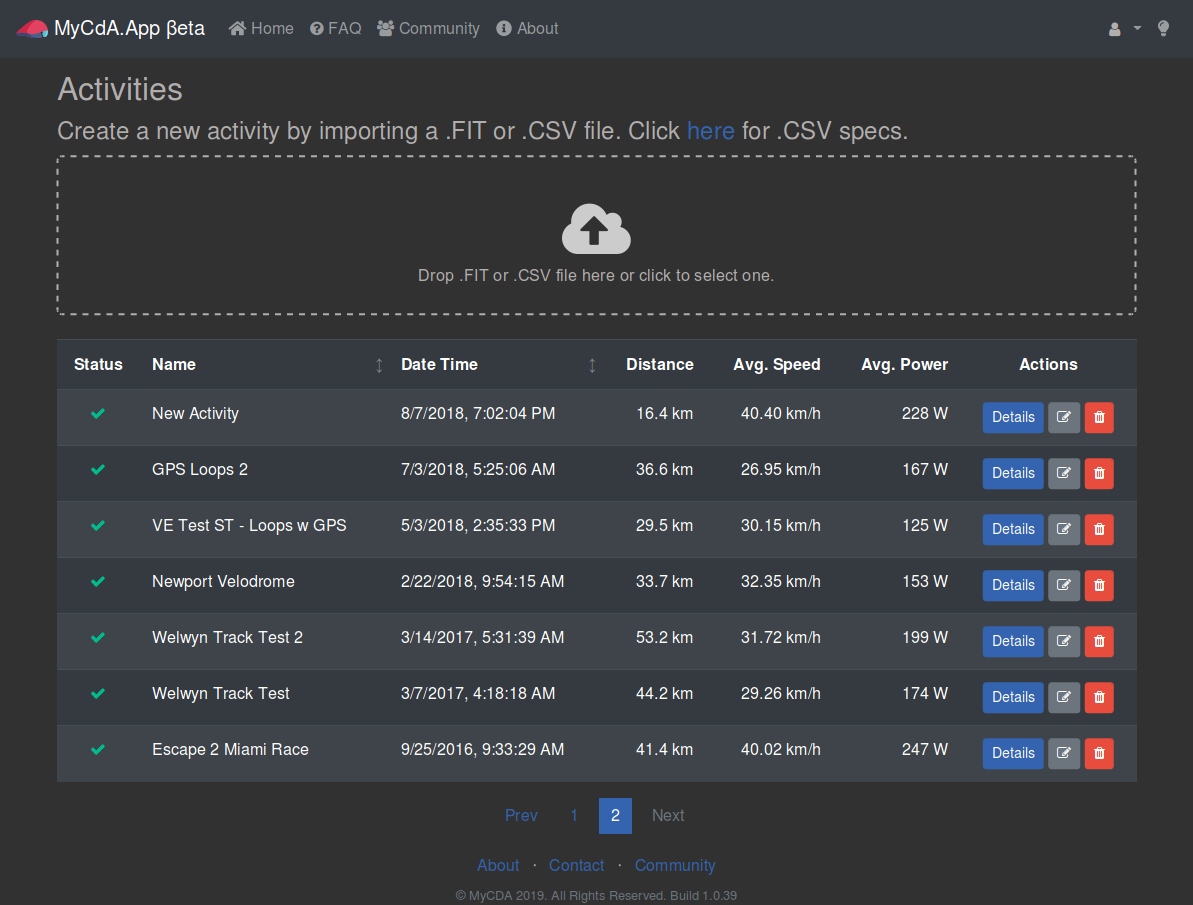 MyCdA.App βeta Home FAQ Community About
Activities
Create a new activity by importing a .FIT or .CSV file. Click here for .CSV specs.
Drop .FIT or .CSV file here or click to select one.
Status Name Date Time Distance Avg. Speed Avg. Power Actions
New Activity 8/7/2018, 7:02:04 PM 16.4 km 40.40 km/h 228 W Details
GPS Loops 2 7/3/2018, 5:25:06 AM 36.6 km 26.95 km/h 167 W Details
VE Test ST - Loops w GPS 5/3/2018, 2:35:33 PM 29.5 km 30.15 km/h 125 W Details
Newport Velodrome 2/22/2018, 9:54:15 AM 33.7 km 32.35 km/h 153 W Details
Welwyn Track Test 2 3/14/2017, 5:31:39 AM 53.2 km 31.72 km/h 199 W Details
Welwyn Track Test 3/7/2017, 4:18:18 AM 44.2 km 29.26 km/h 174 W Details
Escape 2 Miami Race 9/25/2016, 9:33:29 AM 41.4 km 40.02 km/h 247 W Details
Prev 1 2 Next
About · Contact · Community
© MyCDA 2019. All Rights Reserved. Build 1.0.39